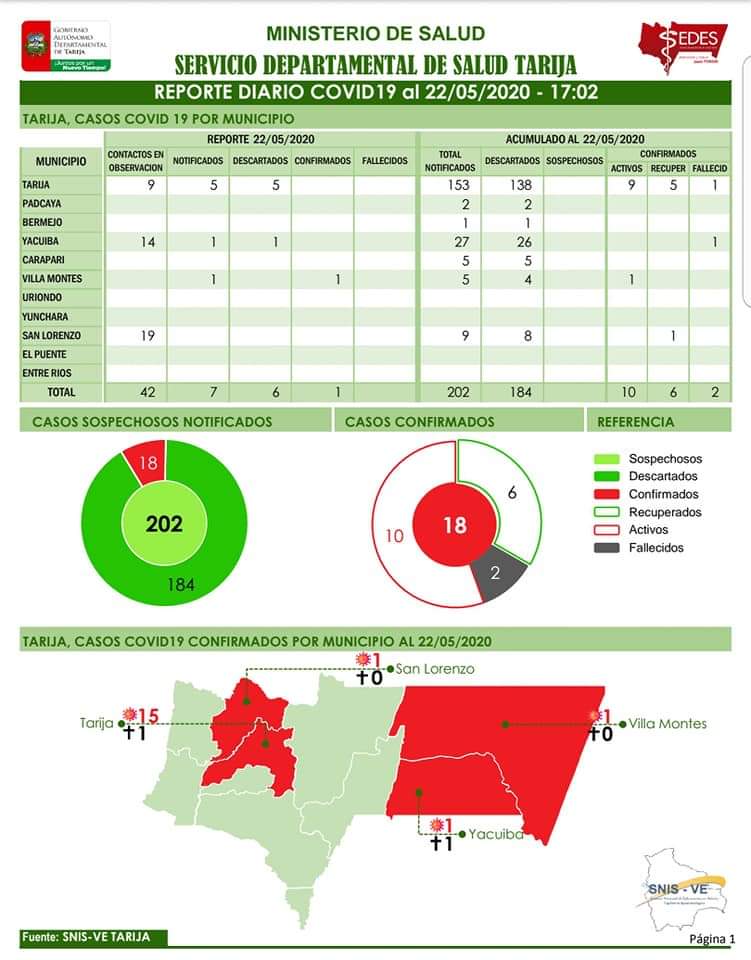 GOBIERNO
AUTÓNOMO
DEPARTAMENTAL
DE TARIJA
¡Juntos por un
Nuevo Tiempo!
MINISTERIO DE SALUD
SERVICIO DEPARTAMENTAL DE SALUD TARIJA
SEDES
REPORTE DIARIO COVID19 al 22/05/2020 - 17:02
TARIJA, CASOS COVID 19 POR MUNICIPIO
REPORTE 22/05/2020 ACUMULADO AL 22/05/2020
MUNICIPIO CONTACTOS EN OBSERVACION NOTIFICADOS DESCARTADOS CONFIRMADOS FALLECIDOS TOTAL NOTIFICADOS DESCARTADOS SOSPECHOSOS CONFIRMADOS
ACTIVOS RECUPER FALLECID
TARIJA 9 5 5 153 138 9 5 1
PADCAYA 2 2
BERMEJO 1 1
YACUIBA 14 1 1 27 26 1
CARAPARI 5 5
VILLA MONTES 1 1 5 4 1
URIONDO
YUNCHARA
SAN LORENZO 19 9 8 1
EL PUENTE
ENTRE RIOS
TOTAL 42 7 6 1 202 184 10 6 2
CASOS SOSPECHOSOS NOTIFICADOS CASOS CONFIRMADOS REFERENCIA
18
202
184
6
10
18
2
Sospechosos
Descartados
Confirmados
Recuperados
Activos
Fallecidos
TARIJA, CASOS COVID19 CONFIRMADOS POR MUNICIPIO AL 22/05/2020
1
0 San Lorenzo
Tarija 15
1
1
0 Villa Montes
1
1 Yacuiba
SNIS - VE
Fuente: SNIS-VE TARIJA
Página 1